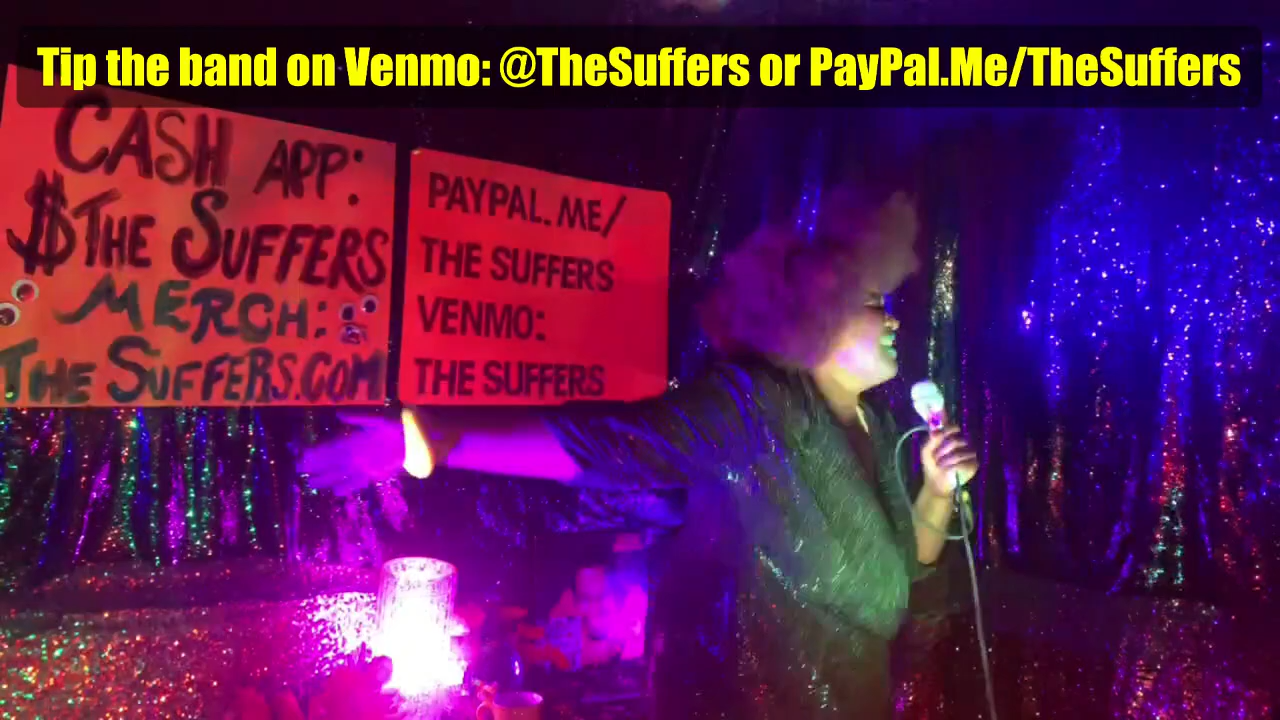 Tip the band on Venmo: @TheSuffers or PayPal.Me/TheSuffers
CASH APP:
$THE SUFFERS
MERCH:
THESUFFERS.COM
PAYPAL.ME/
THE SUFFERS
VENMO:
THE SUFFERS